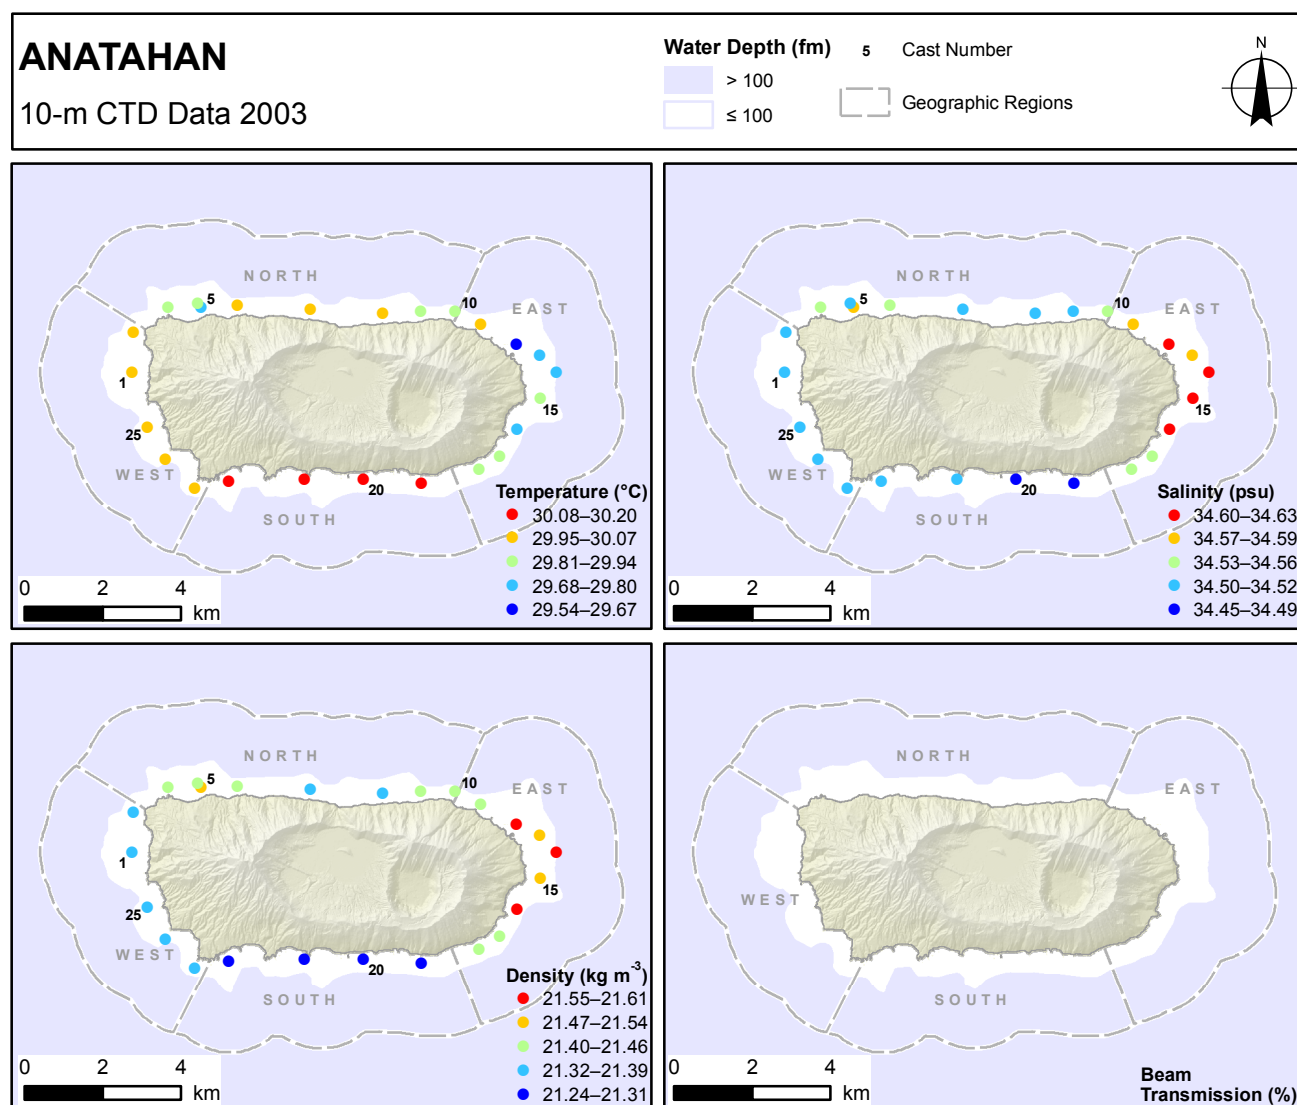 ANATAHAN
10-m CTD Data 2003
Water Depth (fm)
> 100
≤ 100
5 Cast Number
Geographic Regions
N
NORTH
EAST
WEST
SOUTH
5
10
1
15
25
20
Temperature (°C)
30.08–30.20
29.95–30.07
29.81–29.94
29.68–29.80
29.54–29.67
0 2 4
km
NORTH
EAST
WEST
SOUTH
5
10
1
15
25
20
Salinity (psu)
34.60–34.63
34.57–34.59
34.53–34.56
34.50–34.52
34.45–34.49
0 2 4
km
NORTH
EAST
WEST
SOUTH
5
10
1
15
25
20
Density (kg m-3)
21.55–21.61
21.47–21.54
21.40–21.46
21.32–21.39
21.24–21.31
0 2 4
km
NORTH
EAST
WEST
SOUTH
Beam
Transmission (%)
0 2 4
km